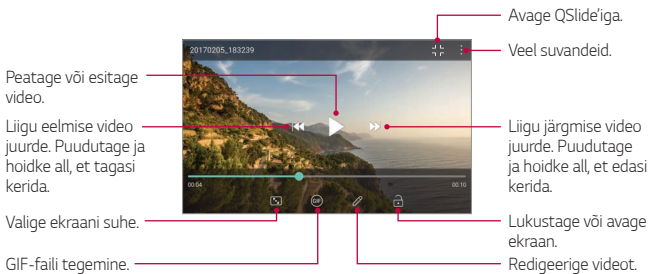 Avage QSlide'iga.
20170205_183239
Veel suvandeid.
Peatage või esitage
video.
Liigu eelmise video
juurde. Puudutage ja
hoidke all, et tagasi
kerida.
Liigu järgmise video
juurde. Puudutage
ja hoidke all, et edasi
kerida.
00:04
00:10
GIF
Valige ekraani suhe.
Lukustage või avage
ekraan.
GIF-faili tegemine.
Redigeerige videot.